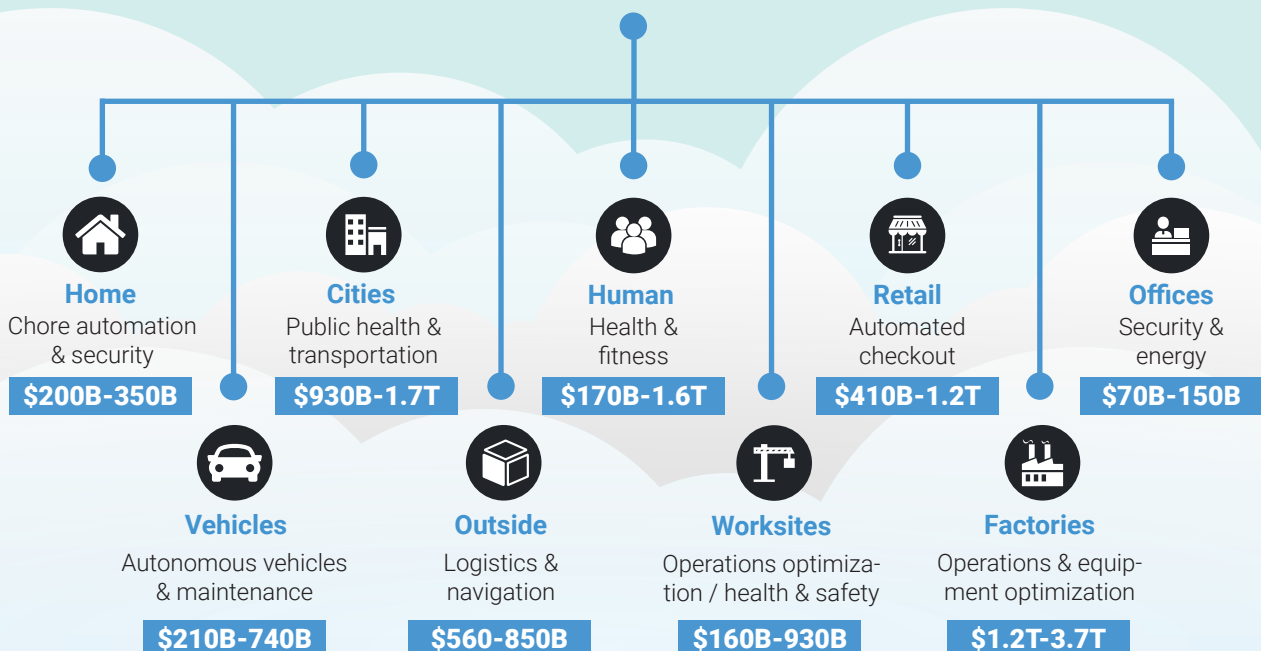 Home
Chore automation
& security
$200B-350B
Cities
Public health &
transportation
$930B-1.7T
Human
Health &
fitness
$170B-1.6T
Retail
Automated
checkout
$410B-1.2T
Offices
Security &
energy
$70B-150B
Vehicles
Autonomous vehicles
& maintenance
$210B-740B
Outside
Logistics &
navigation
$560-850B
Worksites
Operations optimiza-
tion / health & safety
$160B-930B
Factories
Operations & equip-
ment optimization
$1.2T-3.7T